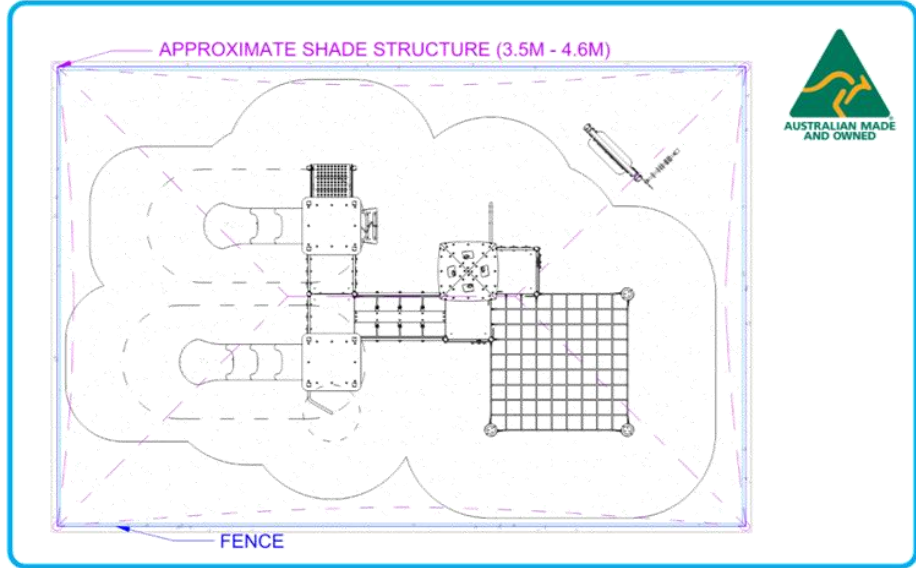 APPROXIMATE SHADE STRUCTURE (3.5M - 4.6M)
AUSTRALIAN MADE
AND OWNED
FENCE